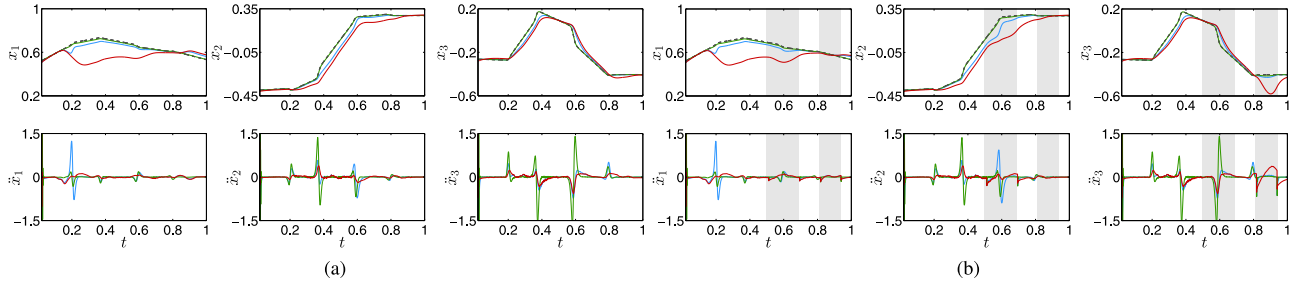 1 0.35 0.2 1 0.35 0.2
x₁ x₂ x₃ x₁ x₂ x₃
0.6 −0.05 −0.2 0.6 −0.05 −0.2
0.2 −0.45 −0.6 0.2 −0.45 −0.6
0.2 0.4 0.6 0.8 1 0.2 0.4 0.6 0.8 1 0.2 0.4 0.6 0.8 1 0.2 0.4 0.6 0.8 1 0.2 0.4 0.6 0.8 1 0.2 0.4 0.6 0.8 1
1.5 1.5 1.5 1.5 1.5 1.5
ẍ₁ ẍ₂ ẍ₃ ẍ₁ ẍ₂ ẍ₃
0 0 0 0 0 0
−1.5 −1.5 −1.5 −1.5 −1.5 −1.5
0.2 0.4 0.6 0.8 1 0.2 0.4 0.6 0.8 1 0.2 0.4 0.6 0.8 1 0.2 0.4 0.6 0.8 1 0.2 0.4 0.6 0.8 1 0.2 0.4 0.6 0.8 1
t t t t t t
(a) (b)